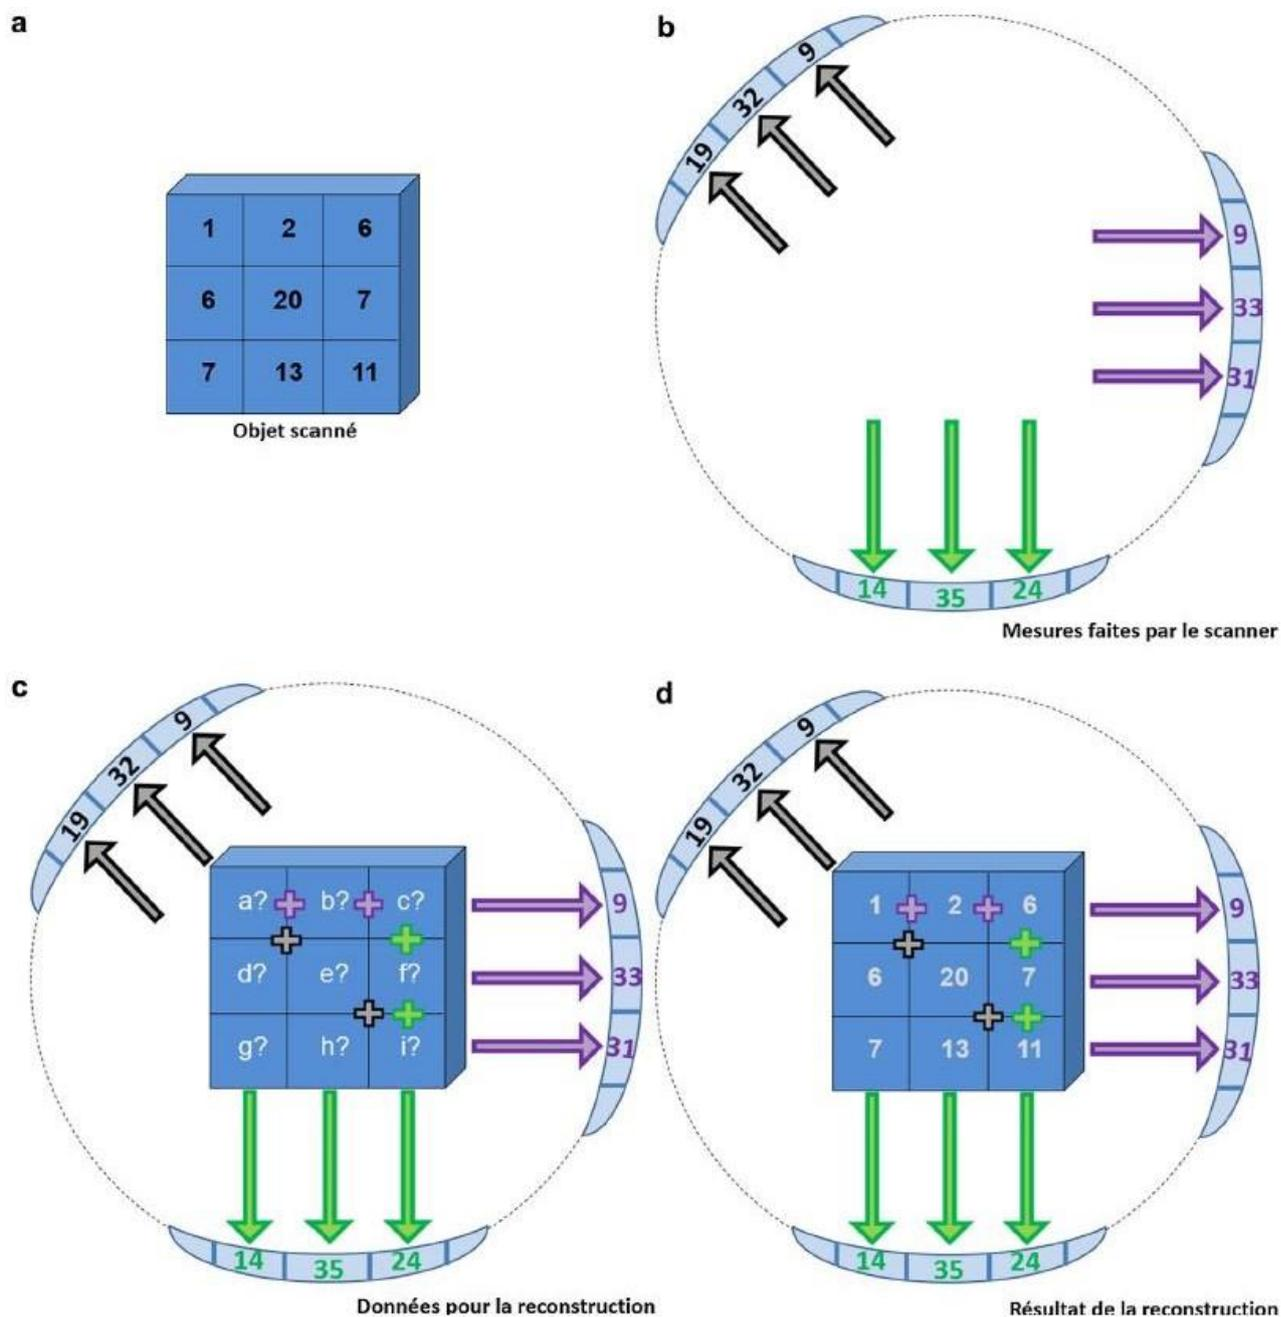 a
1 2 6
6 20 7
7 13 11
Objet scanné
b
9
32
19
9
33
31
14 35 24
Mesures faites par le scanner
c
9
32
19
a? b? c?
d? e? f?
g? h? i?
9
33
31
14 35 24
Données pour la reconstruction
d
9
32
19
1 2 6
6 20 7
7 13 11
9
33
31
14 35 24
Résultat de la reconstruction